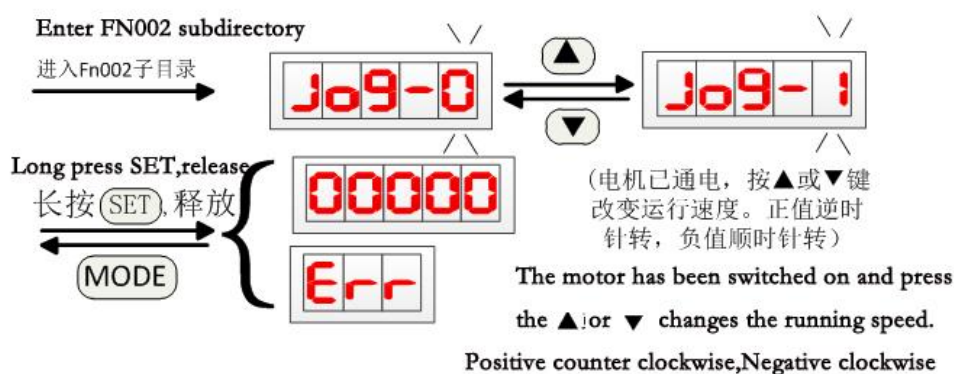 Enter FN002 subdirectory
进入Fn002子目录
Jog-0
▲
▼
Jog-1
Long press SET,release
长按 SET,释放
MODE
00000
Err
(电机已通电，按▲或▼键
改变运行速度。正值逆时
针转，负值顺时针转)
The motor has been switched on and press
the ▲ or ▼ changes the running speed.
Positive counter clockwise,Negative clockwise